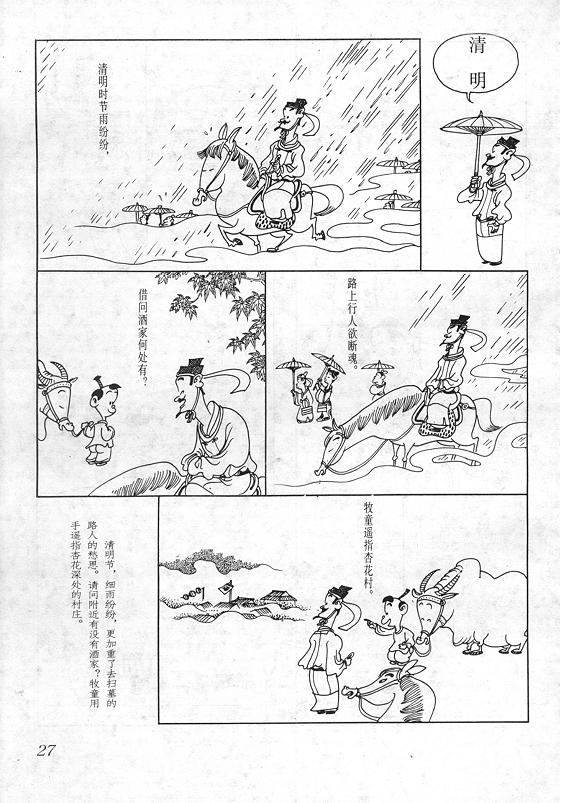 清明
清明时节雨纷纷，
路上行人欲断魂。
借问酒家何处有？
牧童遥指杏花村。
清明节，细雨纷纷，更加重了去扫墓的
路人的愁思。请问附近有没有酒家？牧童用
手遥指杏花深处的村庄。
27